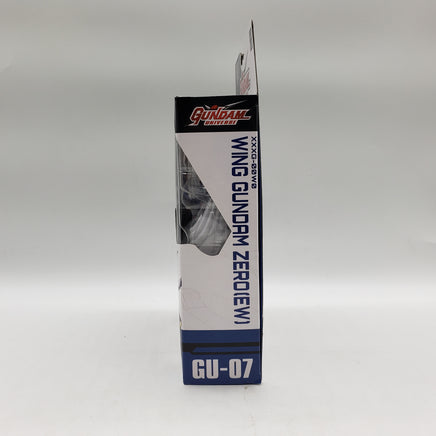 GUNDAM
UNIVERSE
XXXG-00W0
WING GUNDAM ZERO(EW)
GU-07